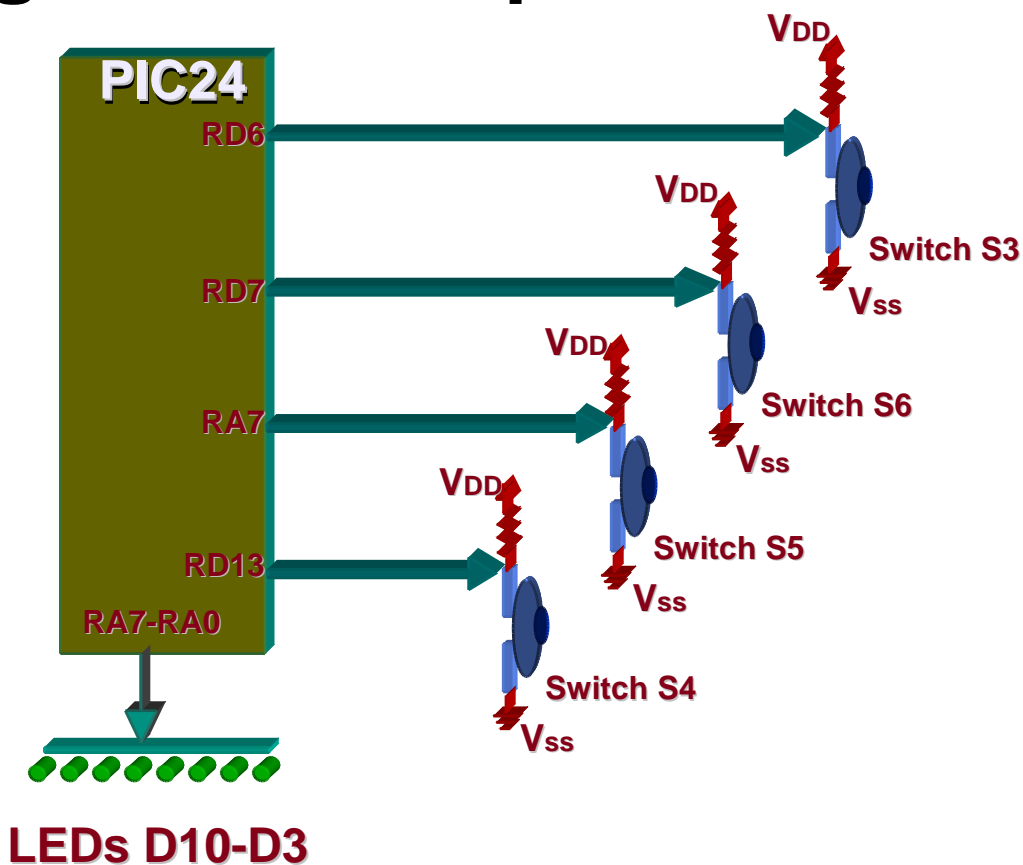 PIC24
VDD
RD6
Switch S3
Vss
VDD
RD7
Switch S6
Vss
VDD
RA7
Switch S5
Vss
VDD
RD13
Switch S4
Vss
RA7-RA0
LEDs D10-D3